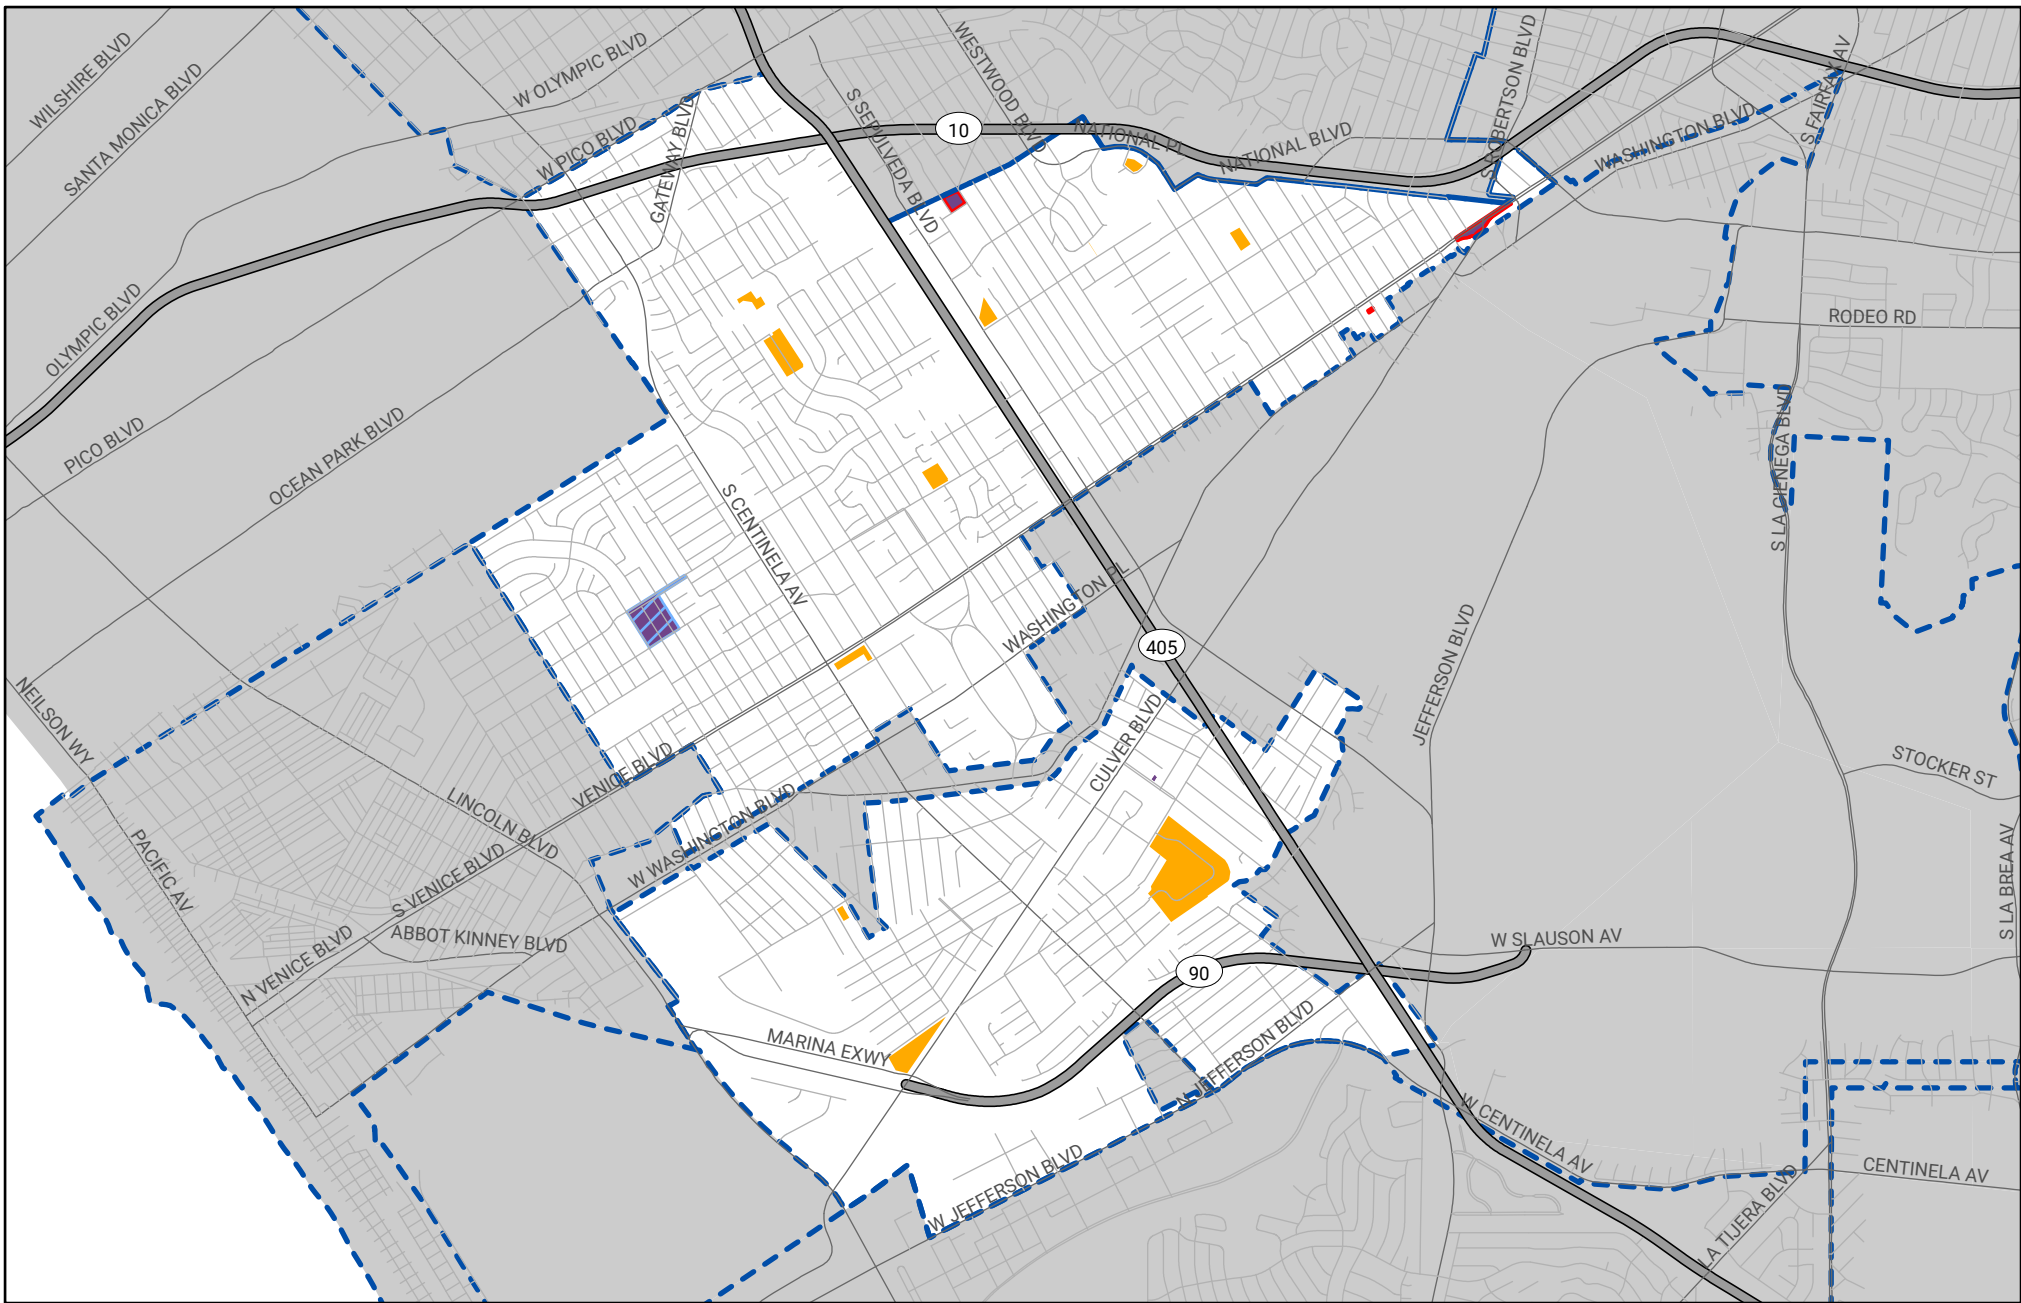 WILSHIRE BLVD
SANTA MONICA BLVD
W OLYMPIC BLVD
WESTWOOD BLVD
S ROBERTSON BLVD
S FAIRFAX AV
W PICO BLVD
GATEWAY BLVD
S SEPULVEDA BLVD
10
NATIONAL PL
NATIONAL BLVD
WASHINGTON BLVD
OLYMPIC BLVD
RODEO RD
PICO BLVD
OCEAN PARK BLVD
S LA CIENEGA BLVD
S CENTINELA AV
WASHINGTON PL
405
JEFFERSON BLVD
NEILSON WY
CULVER BLVD
VENICE BLVD
STOCKER ST
LINCOLN BLVD
W WASHINGTON BLVD
PACIFIC AV
S VENICE BLVD
S LA BREA AV
ABBOT KINNEY BLVD
N VENICE BLVD
W SLAUSON AV
90
MARINA EXWY
N JEFFERSON BLVD
W CENTINELA AV
CENTINELA AV
W JEFFERSON BLVD
LA TIJERA BLVD